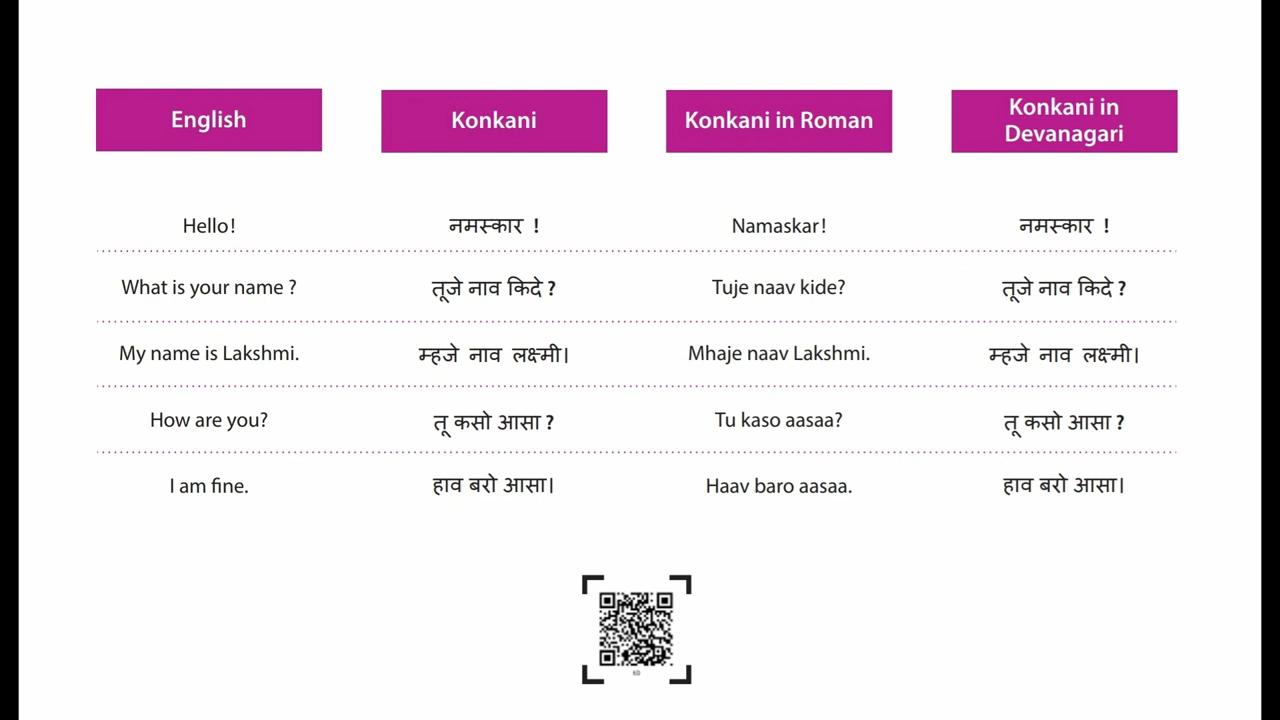 English Konkani Konkani in Roman Konkani in
Devanagari
Hello! नमस्कार ! Namaskar! नमस्कार !
What is your name ? तूजे नाव किदे ? Tuje naav kide? तूजे नाव किदे ?
My name is Lakshmi. म्हजे नाव लक्ष्मी। Mhaje naav Lakshmi. म्हजे नाव लक्ष्मी।
How are you? तू कसो आसा ? Tu kaso aasaa? तू कसो आसा ?
I am fine. हाव बरो आसा। Haav baro aasaa. हाव बरो आसा।